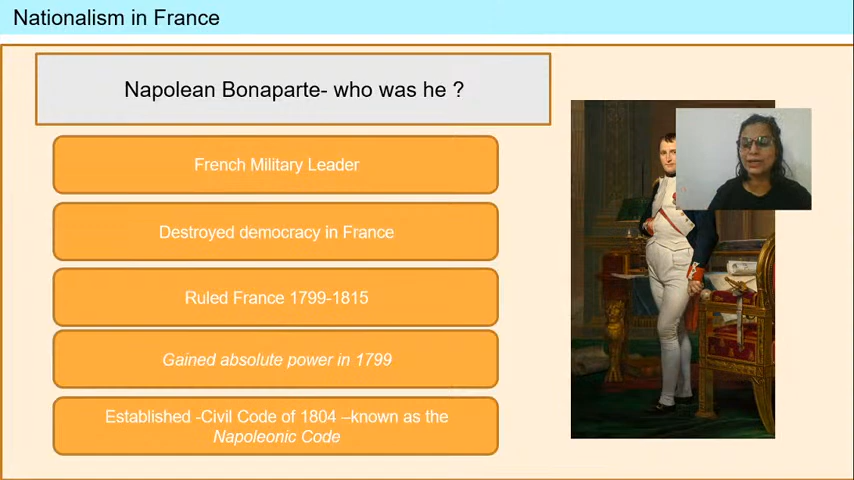 Nationalism in France
Napolean Bonaparte- who was he ?
French Military Leader
Destroyed democracy in France
Ruled France 1799-1815
Gained absolute power in 1799
Established -Civil Code of 1804 –known as the
Napoleonic Code